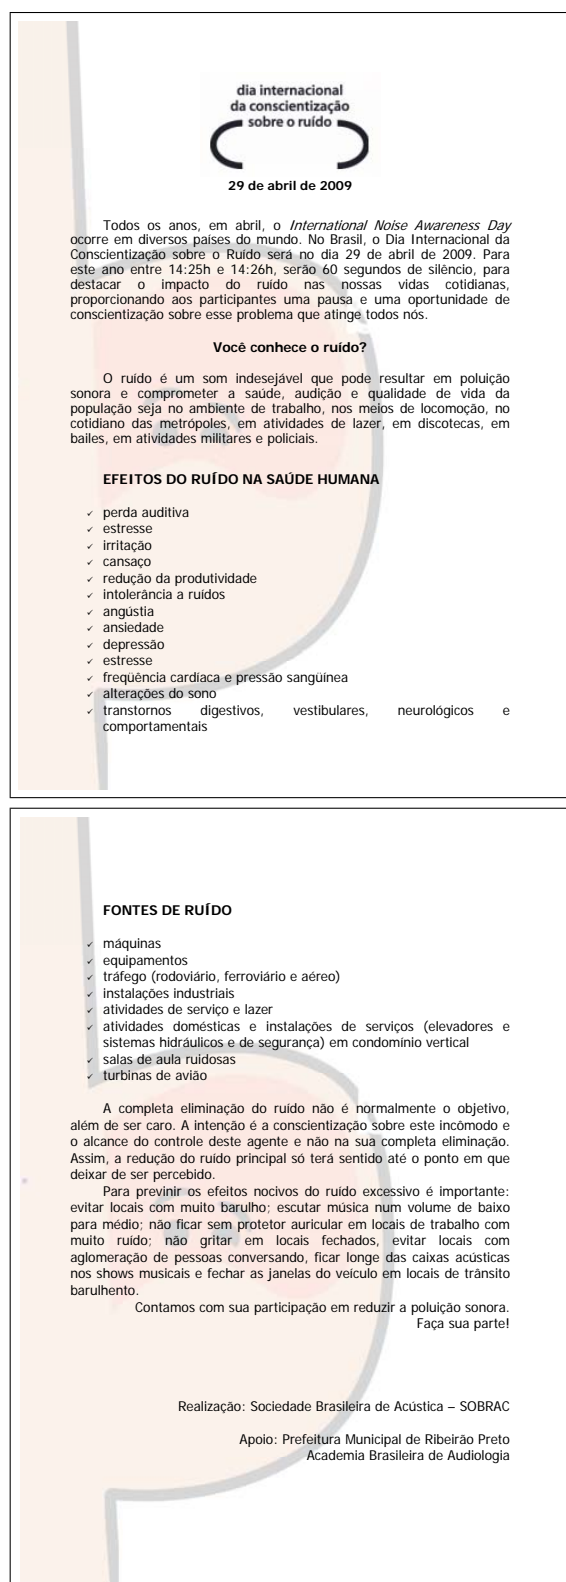 dia internacional
da conscientização
sobre o ruído
29 de abril de 2009
Todos os anos, em abril, o International Noise Awareness Day
ocorre em diversos países do mundo. No Brasil, o Dia Internacional da
Conscientização sobre o Ruído será no dia 29 de abril de 2009. Para
este ano entre 14:25h e 14:26h, serão 60 segundos de silêncio, para
destacar o impacto do ruído nas nossas vidas cotidianas,
proporcionando aos participantes uma pausa e uma oportunidade de
conscientização sobre esse problema que atinge todos nós.
Você conhece o ruído?
O ruído é um som indesejável que pode resultar em poluição
sonora e comprometer a saúde, audição e qualidade de vida da
população seja no ambiente de trabalho, nos meios de locomoção, no
cotidiano das metrópoles, em atividades de lazer, em discotecas, em
bailes, em atividades militares e policiais.
EFEITOS DO RUÍDO NA SAÚDE HUMANA
✓ perda auditiva
✓ estresse
✓ irritação
✓ cansaço
✓ redução da produtividade
✓ intolerância a ruídos
✓ angústia
✓ ansiedade
✓ depressão
✓ estresse
✓ freqüência cardíaca e pressão sangüínea
✓ alterações do sono
✓ transtornos digestivos, vestibulares, neurológicos e
comportamentais
FONTES DE RUÍDO
✓ máquinas
✓ equipamentos
✓ tráfego (rodoviário, ferroviário e aéreo)
✓ instalações industriais
✓ atividades de serviço e lazer
✓ atividades domésticas e instalações de serviços (elevadores e
sistemas hidráulicos e de segurança) em condomínio vertical
✓ salas de aula ruidosas
✓ turbinas de avião
A completa eliminação do ruído não é normalmente o objetivo,
além de ser caro. A intenção é a conscientização sobre este incômodo e
o alcance do controle deste agente e não na sua completa eliminação.
Assim, a redução do ruído principal só terá sentido até o ponto em que
deixar de ser percebido.
Para previnir os efeitos nocivos do ruído excessivo é importante:
evitar locais com muito barulho; escutar música num volume de baixo
para médio; não ficar sem protetor auricular em locais de trabalho com
muito ruído; não gritar em locais fechados, evitar locais com
aglomeração de pessoas conversando, ficar longe das caixas acústicas
nos shows musicais e fechar as janelas do veículo em locais de trânsito
barulhento.
Contamos com sua participação em reduzir a poluição sonora.
Faça sua parte!
Realização: Sociedade Brasileira de Acústica – SOBRAC
Apoio: Prefeitura Municipal de Ribeirão Preto
Academia Brasileira de Audiologia